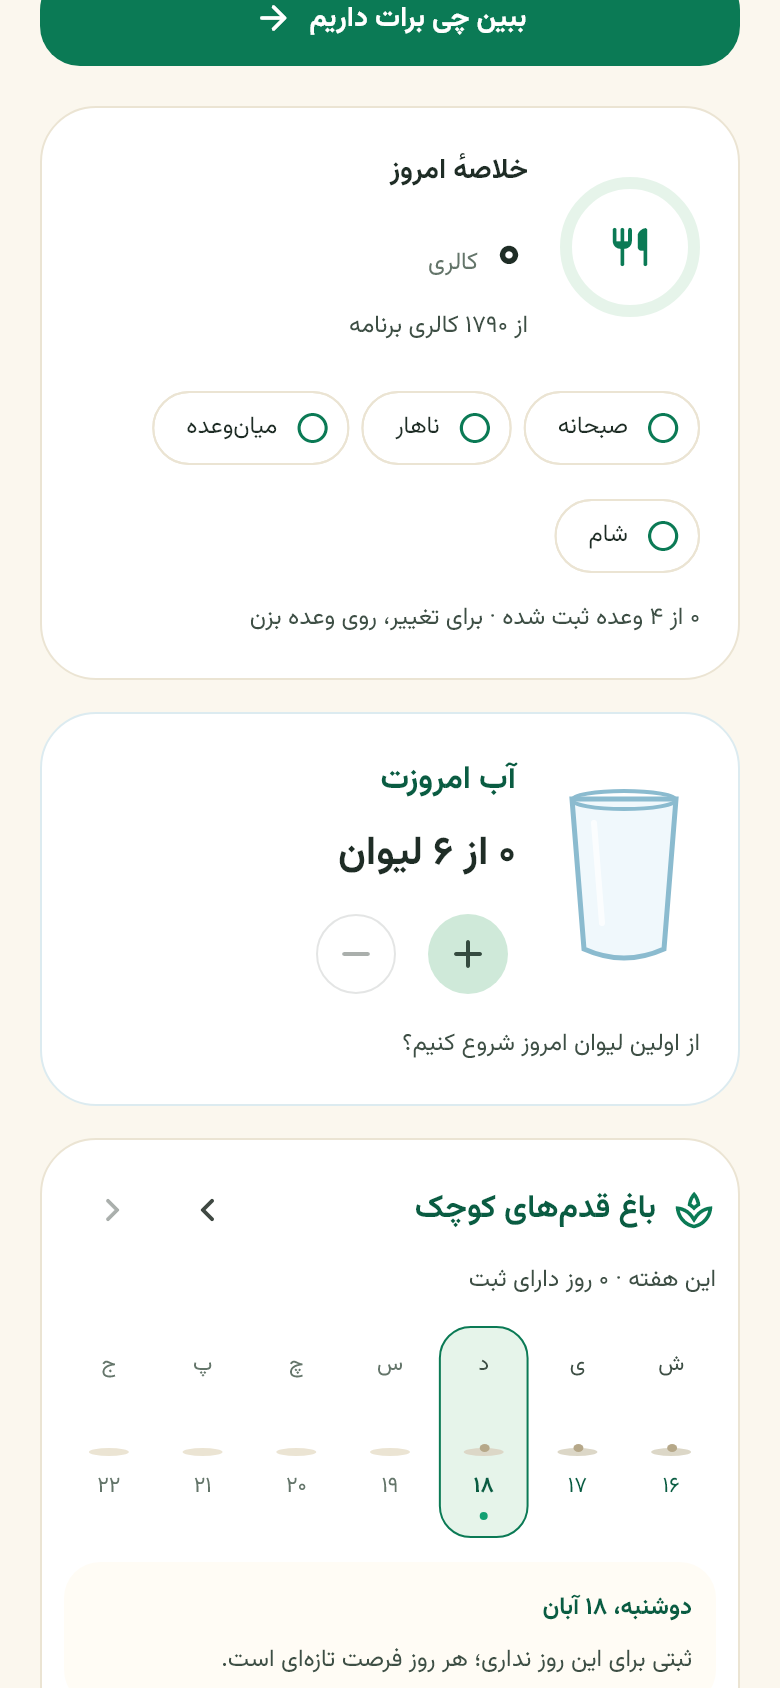 ببین چی برات داریم
خلاصهٔ امروز
۰ کالری
از ۱۷۹۰ کالری برنامه
صبحانه
ناهار
میان‌وعده
شام
۰ از ۴ وعده ثبت شده · برای تغییر، روی وعده بزن
آب امروزت
۰ از ۶ لیوان
از اولین لیوان امروز شروع کنیم؟
باغ قدم‌های کوچک
این هفته · ۰ روز دارای ثبت
ش ی د س چ پ ج
۱۶ ۱۷ ۱۸ ۱۹ ۲۰ ۲۱ ۲۲
دوشنبه، ۱۸ آبان
ثبتی برای این روز نداری؛ هر روز فرصت تازه‌ای است.